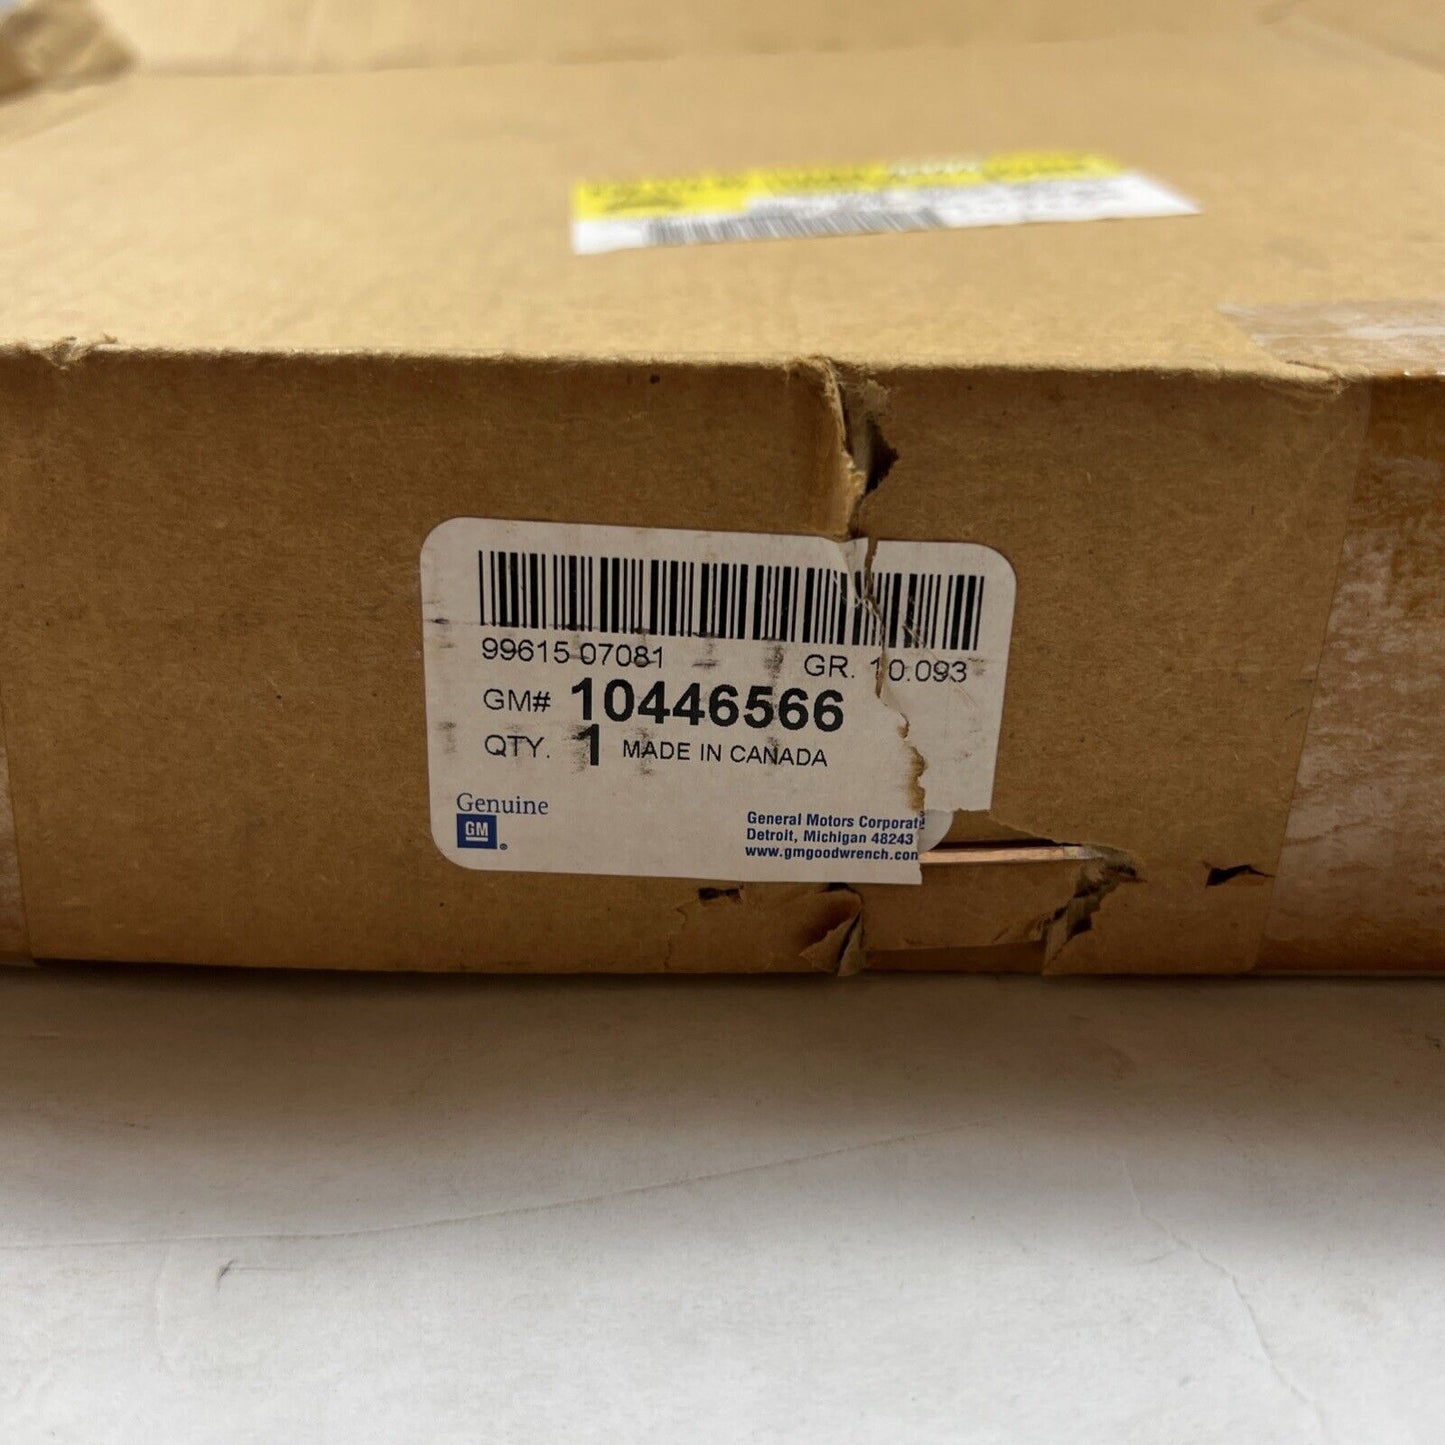 99615 07081 GR. 10.093
GM# 10446566
QTY. 1 MADE IN CANADA
Genuine
GM
General Motors Corporati
Detroit, Michigan 48243
www.gmgoodwrench.con